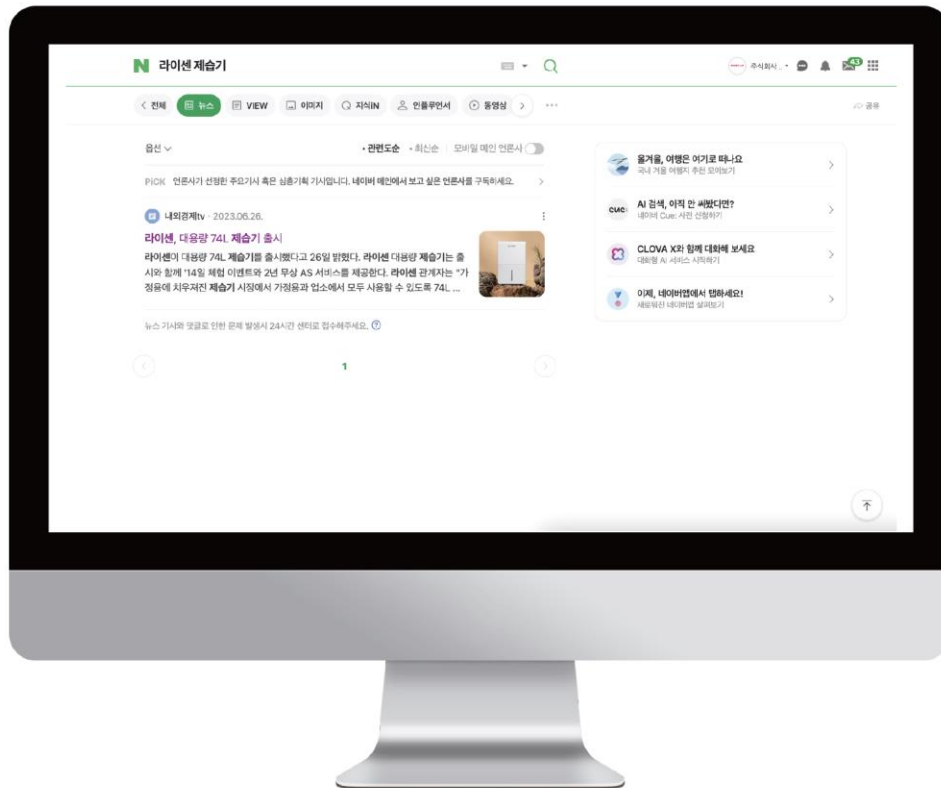 N 라이센 제습기
주식회사 ..
43
전체 뉴스 VIEW 이미지 지식iN 인플루언서 동영상
공유
옵션
• 관련도순 • 최신순 모바일 메인 언론사
PiCK 언론사가 선정한 주요기사 혹은 심층기획 기사입니다. 네이버 메인에서 보고 싶은 언론사를 구독하세요.
내외경제tv · 2023.06.26.
라이센, 대용량 74L 제습기 출시
라이센이 대용량 74L 제습기를 출시했다고 26일 밝혔다. 라이센 대용량 제습기는 출
시와 함께 '14일 체험 이벤트와 2년 무상 AS 서비스를 제공한다. 라이센 관계자는 "가
정용에 치우쳐진 제습기 시장에서 가정용과 업소에서 모두 사용할 수 있도록 74L ...
뉴스 기사와 댓글로 인한 문제 발생시 24시간 센터로 접수해주세요.
1
올겨울, 여행은 여기로 떠나요
국내 겨울 여행지 추천 모아보기
cue:
AI 검색, 아직 안 써봤다면?
네이버 Cue: 사전 신청하기
CLOVA X와 함께 대화해 보세요
대화형 AI 서비스 시작하기
이제, 네이버앱에서 탭하세요!
새로워진 네이버앱 살펴보기